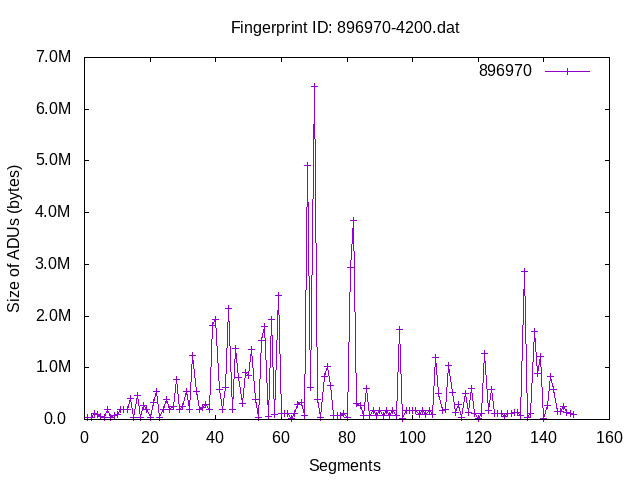 Fingerprint ID: 896970-4200.dat
7.0M
896970
6.0M
5.0M
4.0M
3.0M
2.0M
1.0M
0.0
Size of ADUs (bytes)
0 20 40 60 80 100 120 140 160
Segments